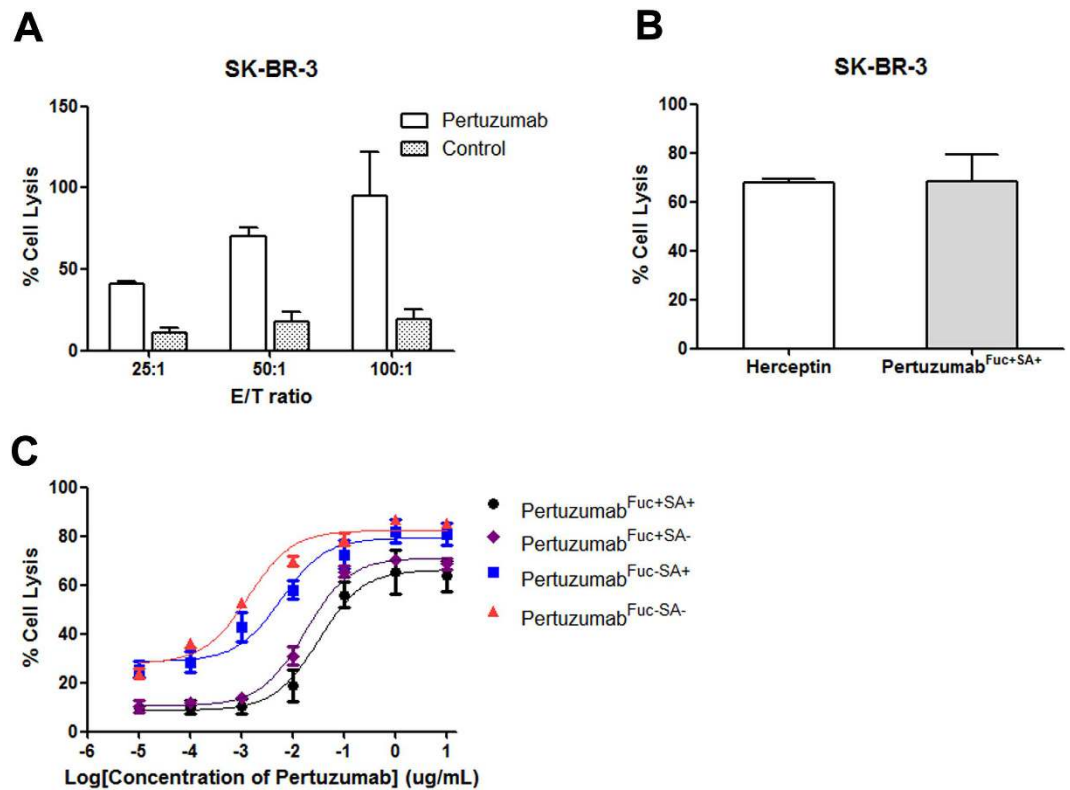 A
SK-BR-3
150
100
50
0
% Cell Lysis
25:1 50:1 100:1
E/T ratio
Pertuzumab
Control
B
SK-BR-3
100
80
60
40
20
0
% Cell Lysis
Herceptin Pertuzumab^Fuc+SA+
C
100
80
60
40
20
0
% Cell Lysis
-6 -5 -4 -3 -2 -1 0 1
Log[Concentration of Pertuzumab] (ug/mL)
Pertuzumab^Fuc+SA+
Pertuzumab^Fuc+SA-
Pertuzumab^Fuc-SA+
Pertuzumab^Fuc-SA-